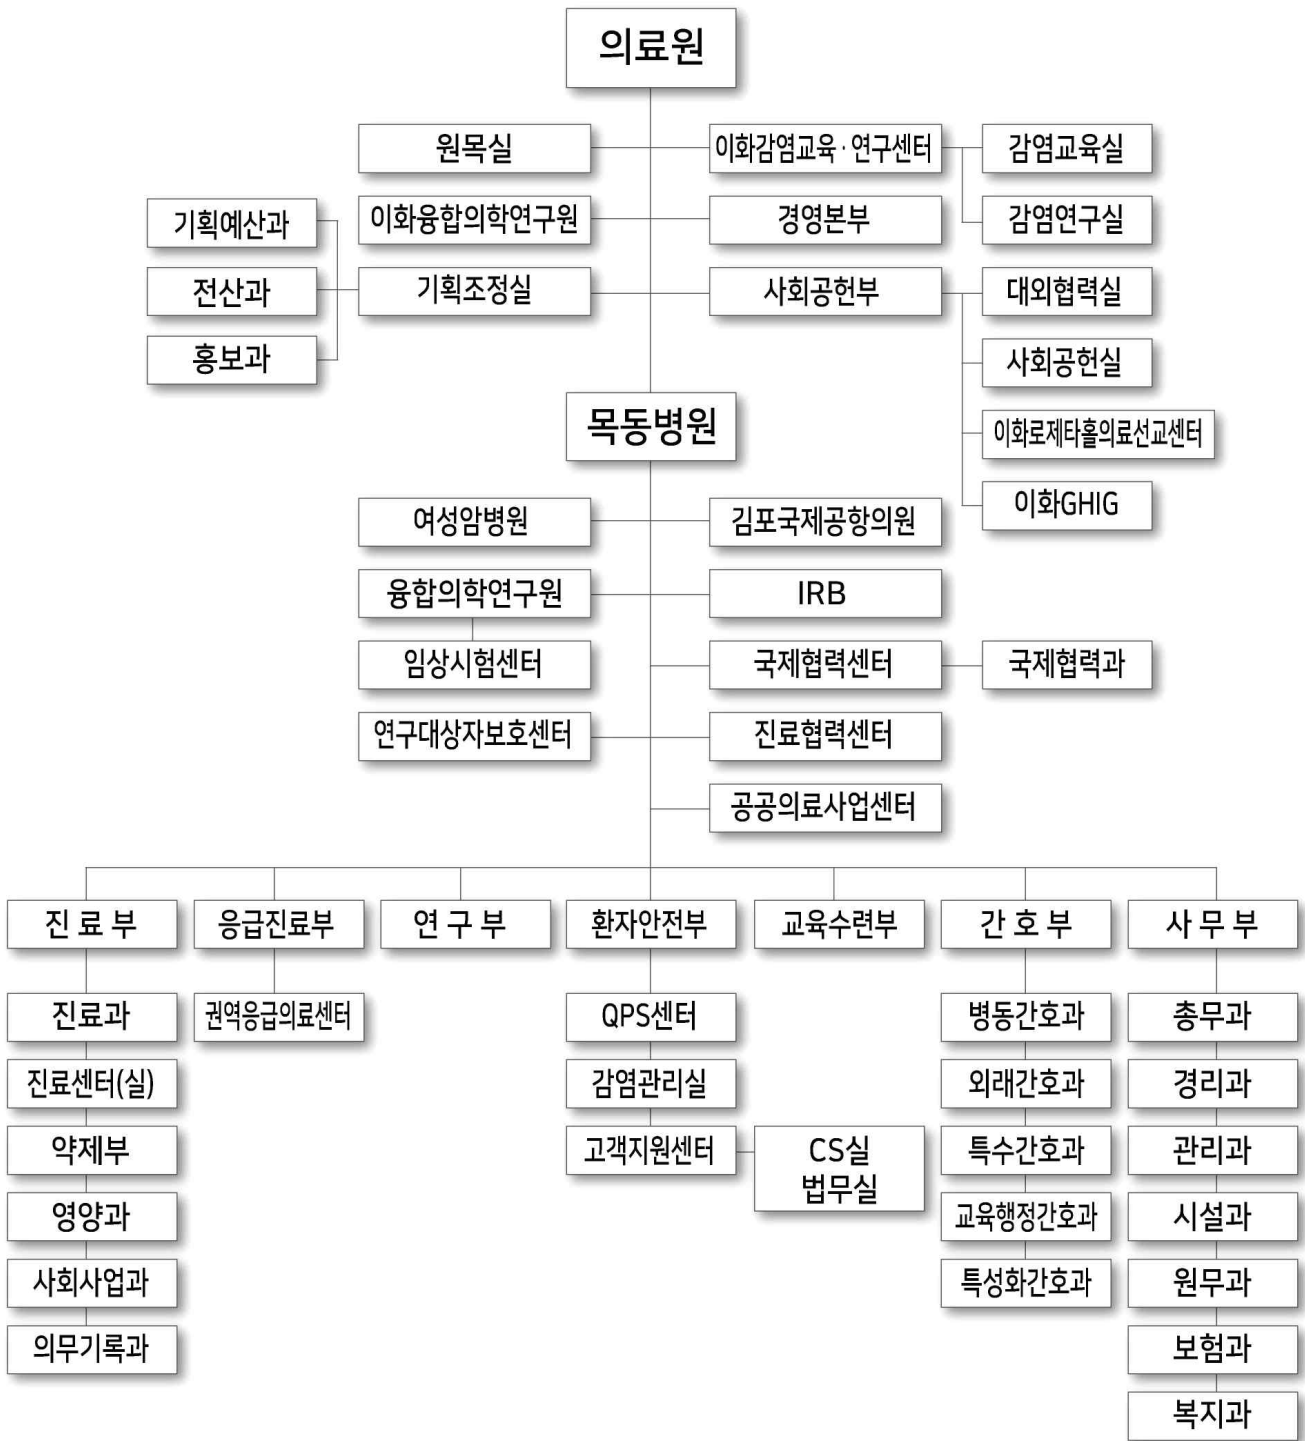 의료원
원목실
이화감염교육·연구센터
감염교육실
기획예산과
이화융합의학연구원
경영본부
감염연구실
전산과
기획조정실
사회공헌부
대외협력실
홍보과
사회공헌실
목동병원
이화로제타홀의료선교센터
이화GHIG
여성암병원
김포국제공항의원
융합의학연구원
IRB
임상시험센터
국제협력센터
국제협력과
연구대상자보호센터
진료협력센터
공공의료사업센터
진 료 부
응급진료부
연 구 부
환자안전부
교육수련부
간 호 부
사 무 부
진료과
권역응급의료센터
QPS센터
병동간호과
총무과
진료센터(실)
감염관리실
외래간호과
경리과
약제부
고객지원센터
CS실
법무실
특수간호과
관리과
영양과
교육행정간호과
시설과
사회사업과
특성화간호과
원무과
의무기록과
보험과
복지과